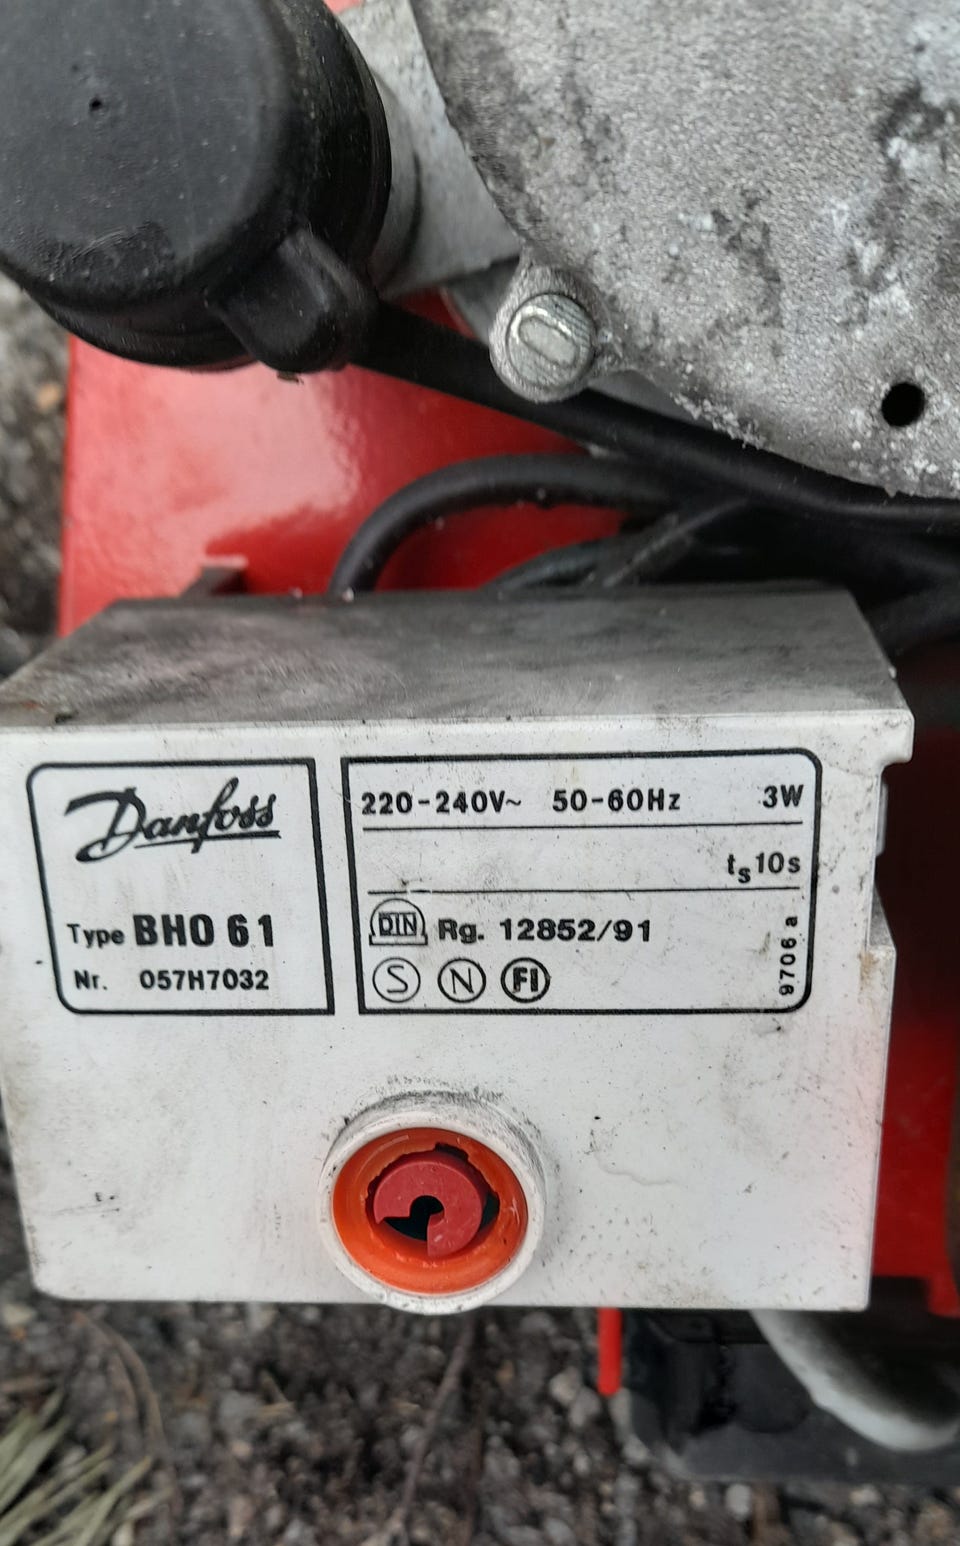 Danfoss
Type BHO 61
Nr. 057H7032
220-240V~ 50-60Hz 3W
ts10s
DIN Rg. 12852/91
S N FI
9706 a